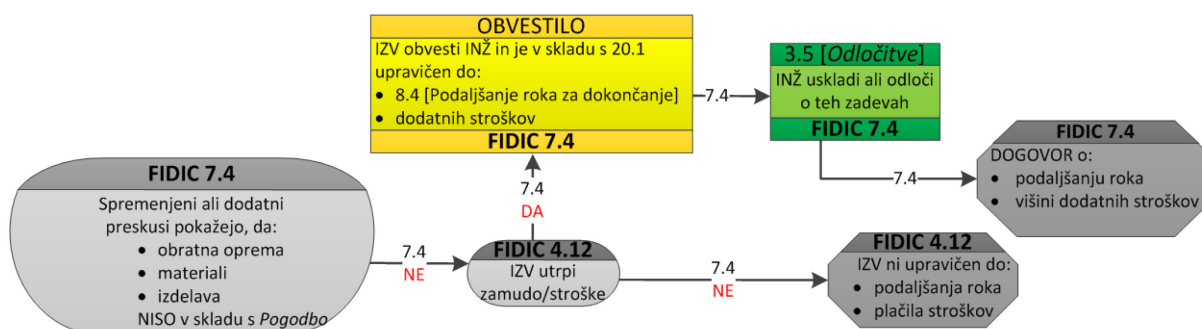 FIDIC 7.4
Spremenjeni ali dodatni
preskusi pokažejo, da:
• obratna oprema
• materiali
• izdelava
NISO v skladu s Pogodbo
7.4
NE
FIDIC 4.12
IZV utrpi
zamudo/stroške
7.4
DA
OBVESTILO
IZV obvesti INŽ in je v skladu s 20.1
upravičen do:
• 8.4 [Podaljšanje roka za dokončanje]
• dodatnih stroškov
FIDIC 7.4
7.4
3.5 [Odločitve]
INŽ uskladi ali odloči
o teh zadevah
FIDIC 7.4
7.4
FIDIC 7.4
DOGOVOR o:
• podaljšanju roka
• višini dodatnih stroškov
7.4
NE
FIDIC 4.12
IZV ni upravičen do:
• podaljšanja roka
• plačila stroškov